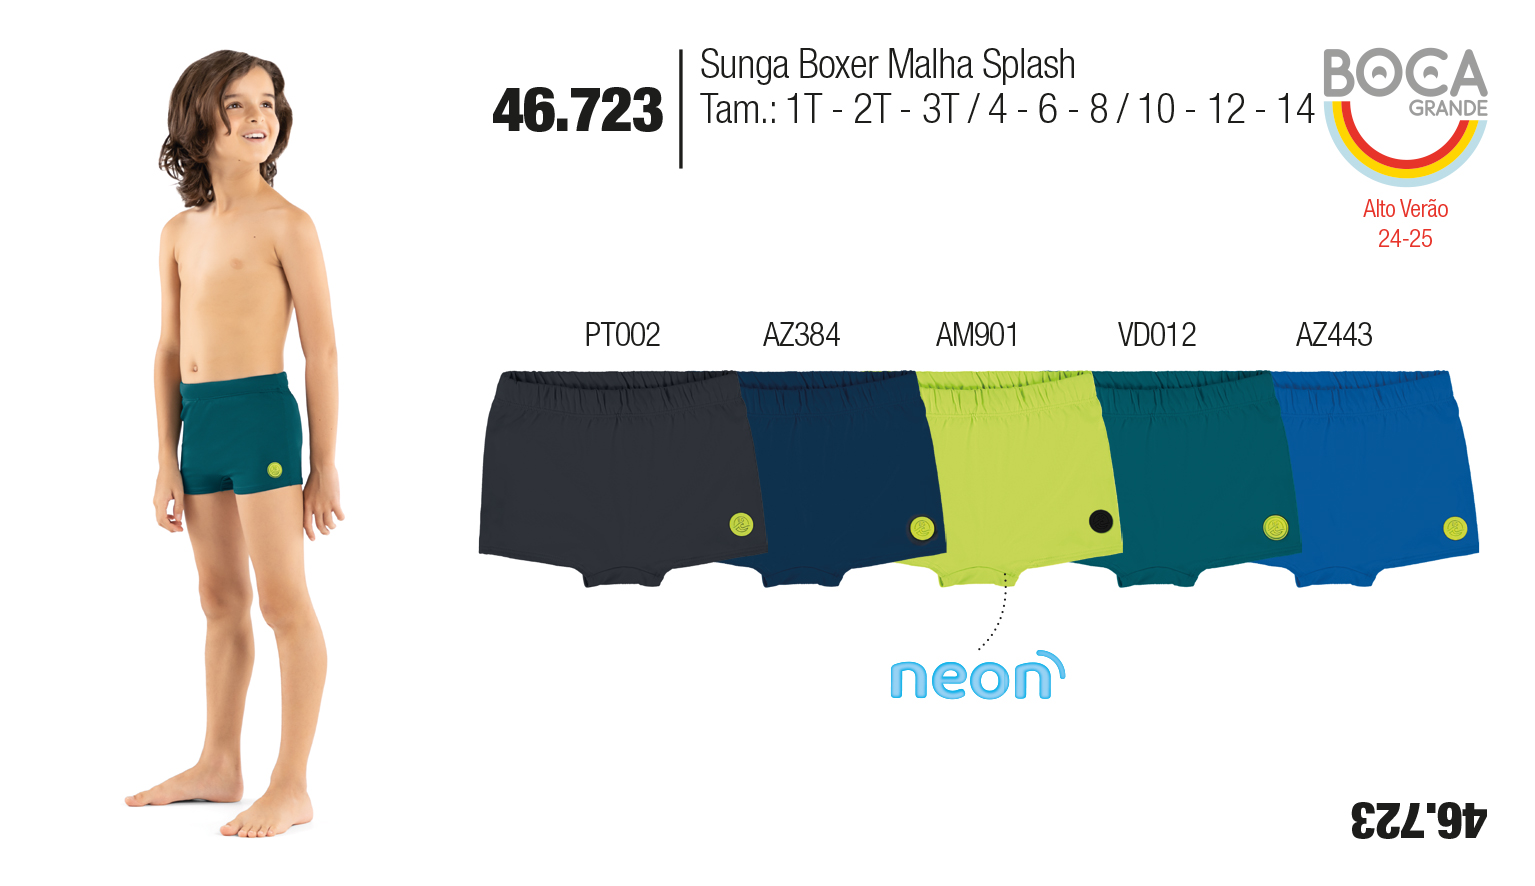 46.723
Sunga Boxer Malha Splash
Tam.: 1T - 2T - 3T / 4 - 6 - 8 / 10 - 12 - 14
BOCA
GRANDE
Alto Verão
24-25
PT002
AZ384
AM901
VD012
AZ443
neon
46.723